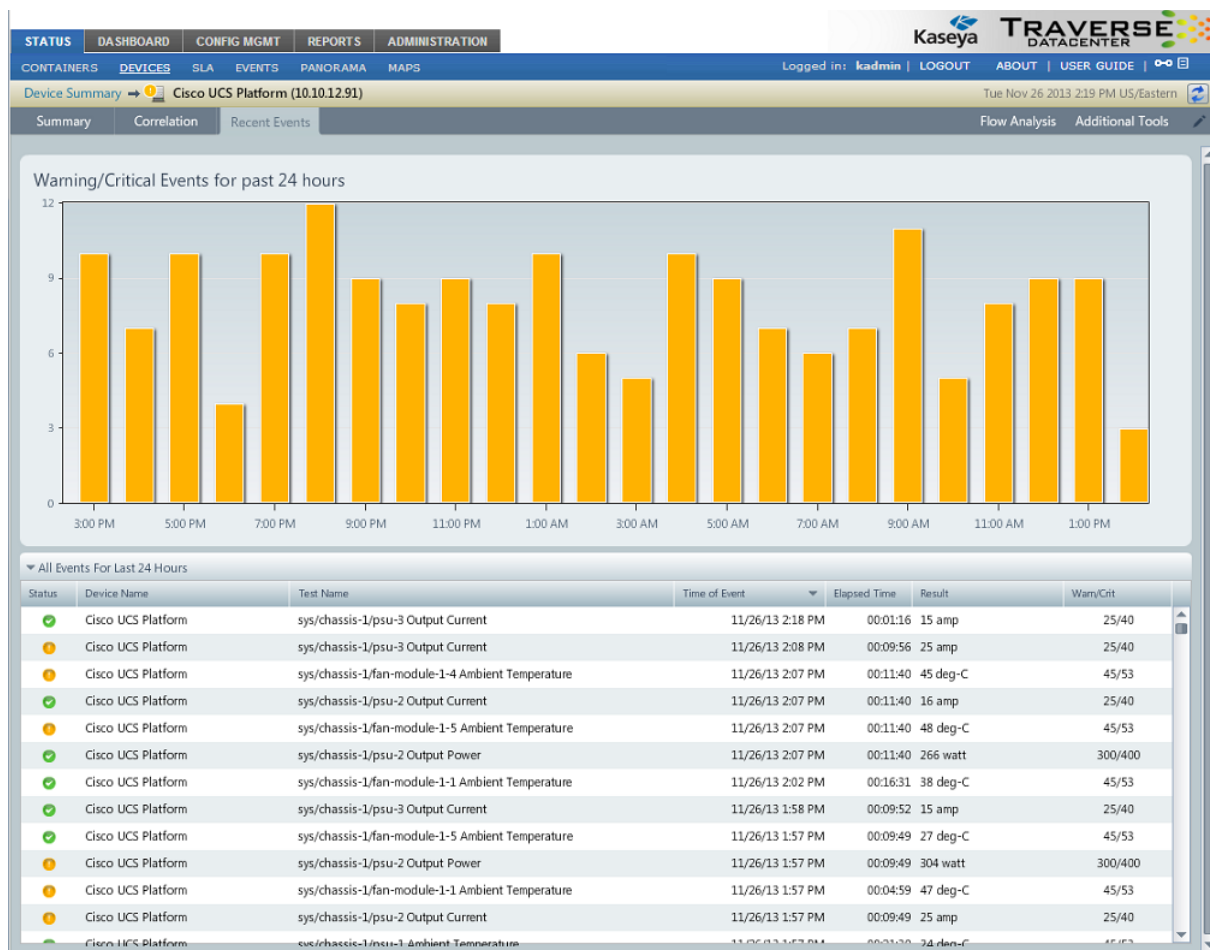 Kaseya TRAVERSE DATACENTER
STATUS DASHBOARD CONFIG MGMT REPORTS ADMINISTRATION
CONTAINERS DEVICES SLA EVENTS PANORAMA MAPS Logged in: kadmin | LOGOUT ABOUT | USER GUIDE |
Device Summary Cisco UCS Platform (10.10.12.91) Tue Nov 26 2013 2:19 PM US/Eastern
Summary Correlation Recent Events Flow Analysis Additional Tools
Warning/Critical Events for past 24 hours
12
9
6
3
0
3:00 PM 5:00 PM 7:00 PM 9:00 PM 11:00 PM 1:00 AM 3:00 AM 5:00 AM 7:00 AM 9:00 AM 11:00 AM 1:00 PM
All Events For Last 24 Hours
Status Device Name Test Name Time of Event Elapsed Time Result Warn/Crit
Cisco UCS Platform sys/chassis-1/psu-3 Output Current 11/26/13 2:18 PM 00:01:16 15 amp 25/40
Cisco UCS Platform sys/chassis-1/psu-3 Output Current 11/26/13 2:08 PM 00:09:56 25 amp 25/40
Cisco UCS Platform sys/chassis-1/fan-module-1-4 Ambient Temperature 11/26/13 2:07 PM 00:11:40 45 deg-C 45/53
Cisco UCS Platform sys/chassis-1/psu-2 Output Current 11/26/13 2:07 PM 00:11:40 16 amp 25/40
Cisco UCS Platform sys/chassis-1/fan-module-1-5 Ambient Temperature 11/26/13 2:07 PM 00:11:40 48 deg-C 45/53
Cisco UCS Platform sys/chassis-1/psu-2 Output Power 11/26/13 2:07 PM 00:11:40 266 watt 300/400
Cisco UCS Platform sys/chassis-1/fan-module-1-1 Ambient Temperature 11/26/13 2:02 PM 00:16:31 38 deg-C 45/53
Cisco UCS Platform sys/chassis-1/psu-3 Output Current 11/26/13 1:58 PM 00:09:52 15 amp 25/40
Cisco UCS Platform sys/chassis-1/fan-module-1-5 Ambient Temperature 11/26/13 1:57 PM 00:09:49 27 deg-C 45/53
Cisco UCS Platform sys/chassis-1/psu-2 Output Power 11/26/13 1:57 PM 00:09:49 304 watt 300/400
Cisco UCS Platform sys/chassis-1/fan-module-1-1 Ambient Temperature 11/26/13 1:57 PM 00:04:59 47 deg-C 45/53
Cisco UCS Platform sys/chassis-1/psu-2 Output Current 11/26/13 1:57 PM 00:09:49 25 amp 25/40
Cisco UCS Platform sys/chassis-1/psu-1 Ambient Temperature 11/26/13 1:57 PM 24 deg-C